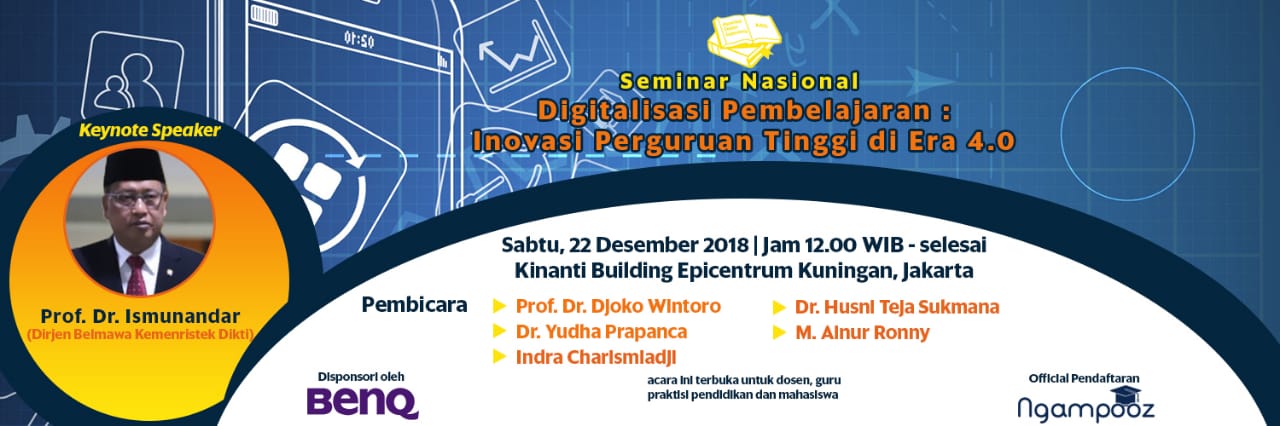 Seminar Nasional
Digitalisasi Pembelajaran :
Inovasi Perguruan Tinggi di Era 4.0
Keynote Speaker
Prof. Dr. Ismunandar
(Dirjen Belmawa Kemenristek Dikti)
Sabtu, 22 Desember 2018 | Jam 12.00 WIB - selesai
Kinanti Building Epicentrum Kuningan, Jakarta
Pembicara
Prof. Dr. Djoko Wintoro
Dr. Yudha Prapanca
Indra Charismiadji
Dr. Husni Teja Sukmana
M. Ainur Ronny
Disponsori oleh
BenQ
acara ini terbuka untuk dosen, guru
praktisi pendidikan dan mahasiswa
Official Pendaftaran
Ngampooz